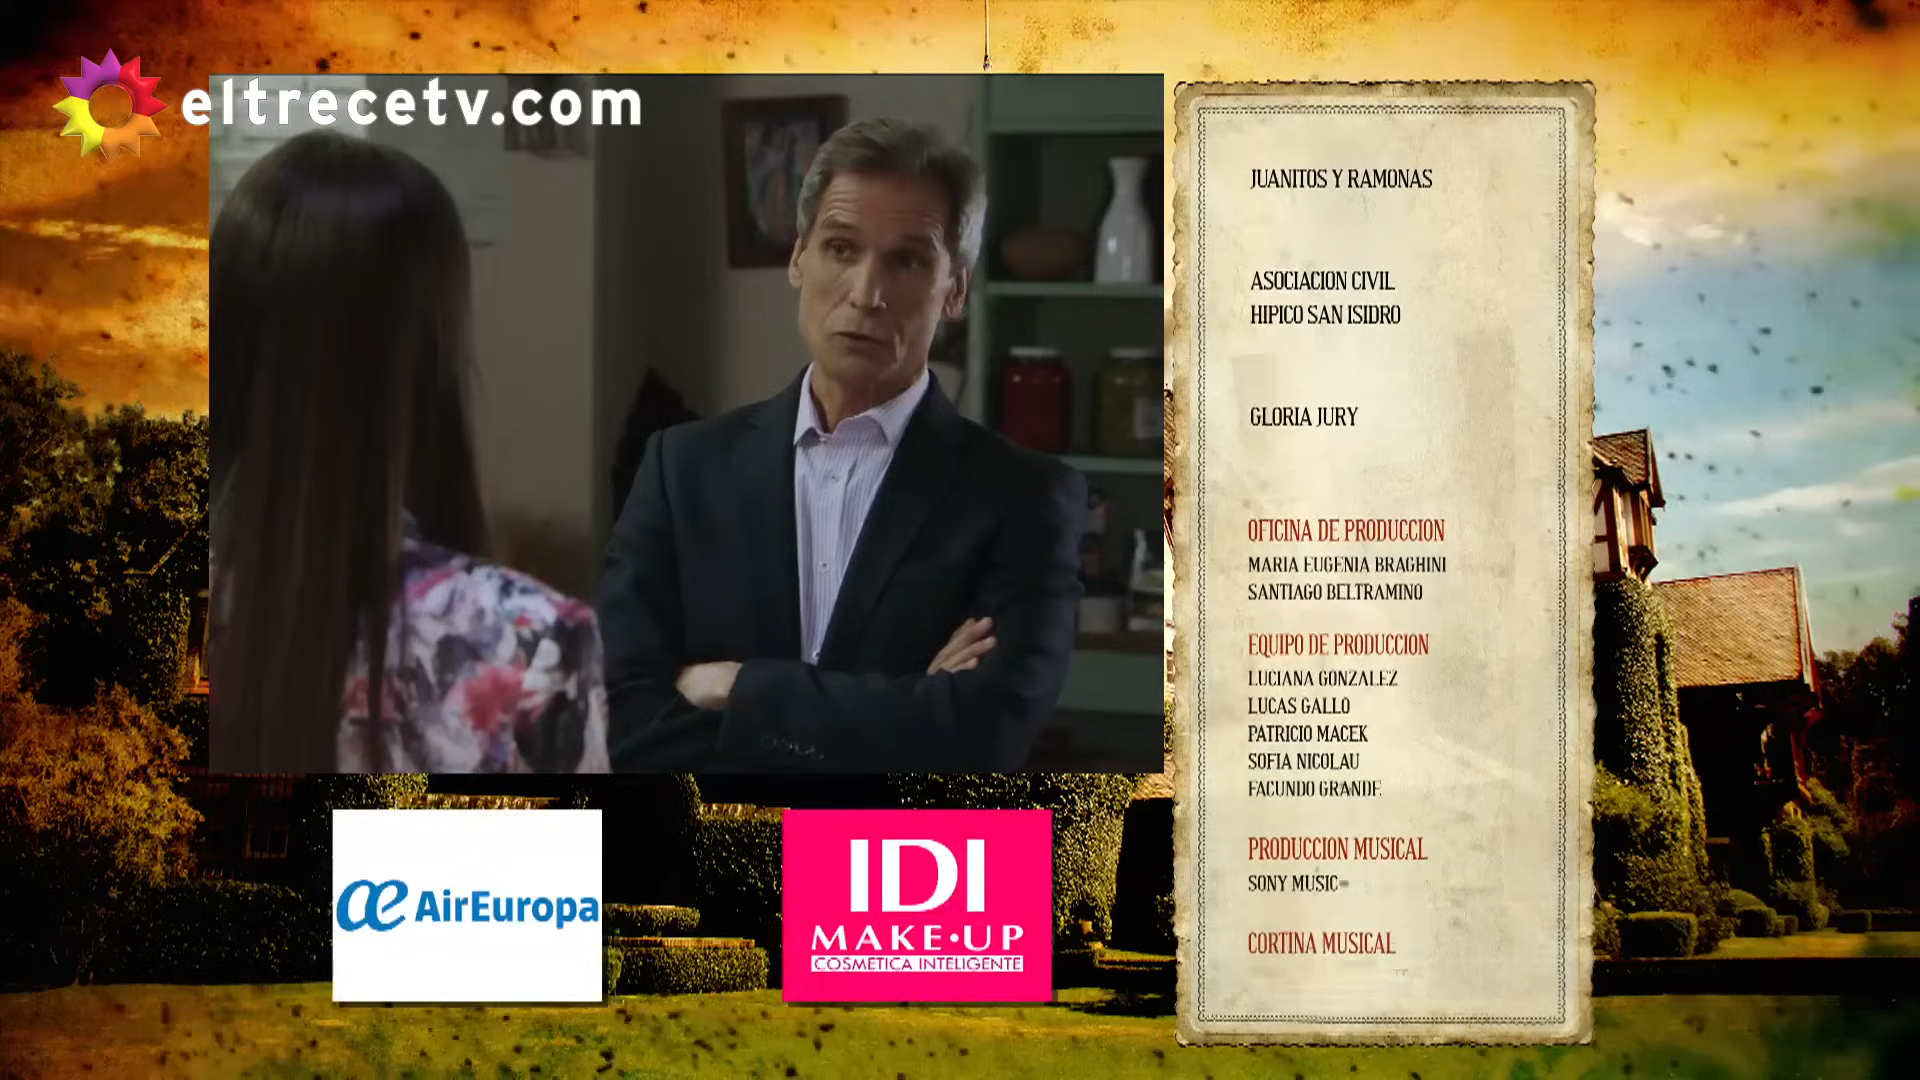 eltrecetv.com
JUANITOS Y RAMONAS
ASOCIACION CIVIL
HIPICO SAN ISIDRO
GLORIA JURY
OFICINA DE PRODUCCION
MARIA EUGENIA BRAGHINI
SANTIAGO BELTRAMINO
EQUIPO DE PRODUCCION
LUCIANA GONZALEZ
LUCAS GALLO
PATRICIO MACEK
SOFIA NICOLAU
FACUNDO GRANDE
PRODUCCION MUSICAL
SONY MUSIC
CORTINA MUSICAL
æ AirEuropa
IDI
MAKE·UP
COSMETICA INTELIGENTE